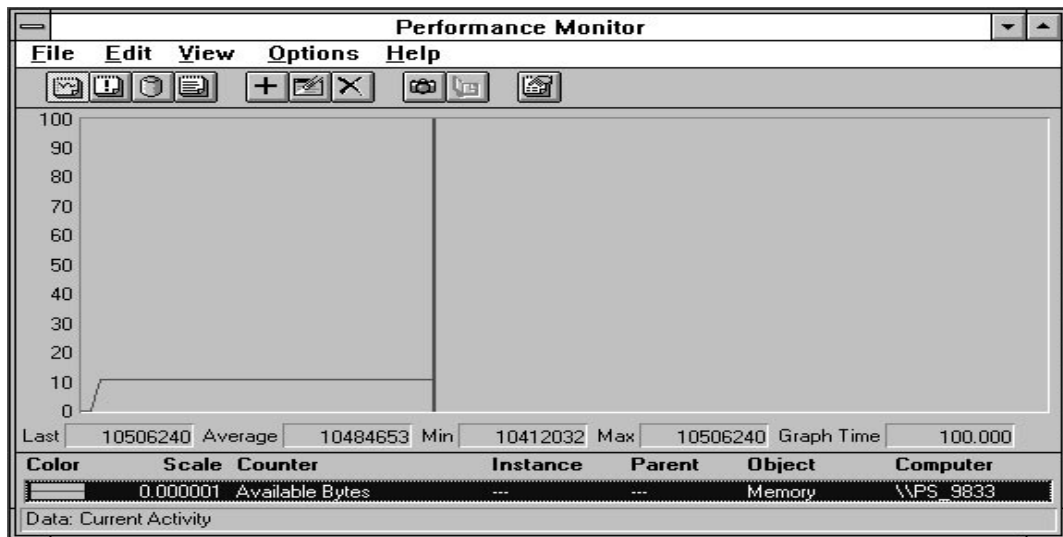 Performance Monitor
File Edit View Options Help
100
90
80
70
60
50
40
30
20
10
0
Last 10506240 Average 10484653 Min 10412032 Max 10506240 Graph Time 100.000
Color Scale Counter Instance Parent Object Computer
0.000001 Available Bytes --- --- Memory \\PS_9833
Data: Current Activity